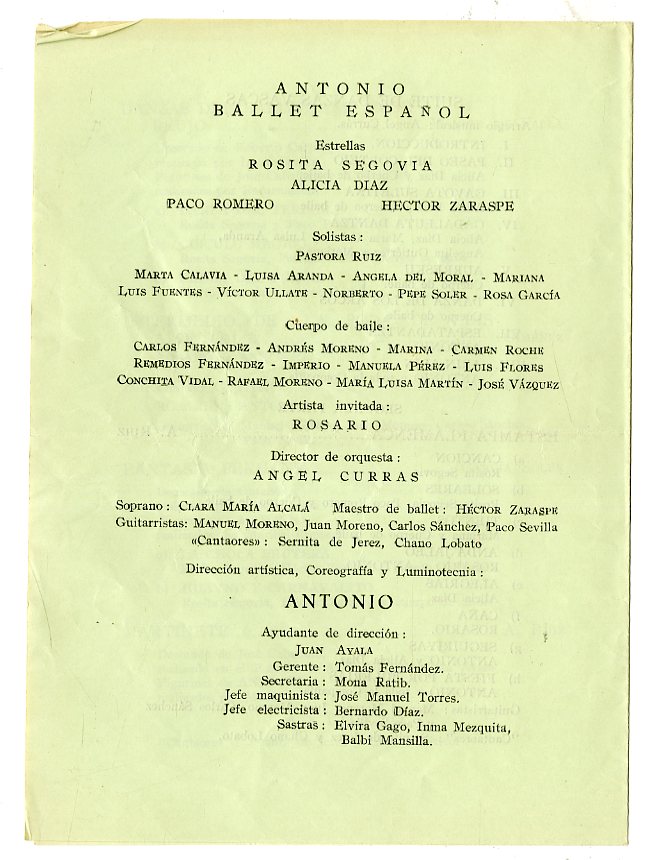 ANTONIO
BALLET ESPAÑOL
Estrellas
ROSITA SEGOVIA
ALICIA DIAZ
PACO ROMERO HECTOR ZARASPE
Solistas :
PASTORA RUIZ
MARTA CALAVIA - LUISA ARANDA - ANGELA DEL MORAL - MARIANA
LUIS FUENTES - VÍCTOR ULLATE - NORBERTO - PEPE SOLER - ROSA GARCÍA
Cuerpo de baile :
CARLOS FERNÁNDEZ - ANDRÉS MORENO - MARINA - CARMEN ROCHE
REMEDIOS FERNÁNDEZ - IMPERIO - MANUELA PÉREZ - LUIS FLORES
CONCHITA VIDAL - RAFAEL MORENO - MARÍA LUISA MARTÍN - JOSÉ VÁZQUEZ
Artista invitada :
ROSARIO
Director de orquesta :
ANGEL CURRAS
Soprano : CLARA MARÍA ALCALÁ Maestro de ballet : HÉCTOR ZARASPE
Guitarristas: MANUEL MORENO, Juan Moreno, Carlos Sánchez, Paco Sevilla
«Cantaores» : Sernita de Jerez, Chano Lobato
Dirección artística, Coreografía y Luminotecnia :
ANTONIO
Ayudante de dirección :
JUAN AYALA
Gerente : Tomás Fernández.
Secretaria : Mona Ratib.
Jefe maquinista : José Manuel Torres.
Jefe electricista : Bernardo Díaz.
Sastras : Elvira Gago, Inma Mezquita,
Balbi Mansilla.